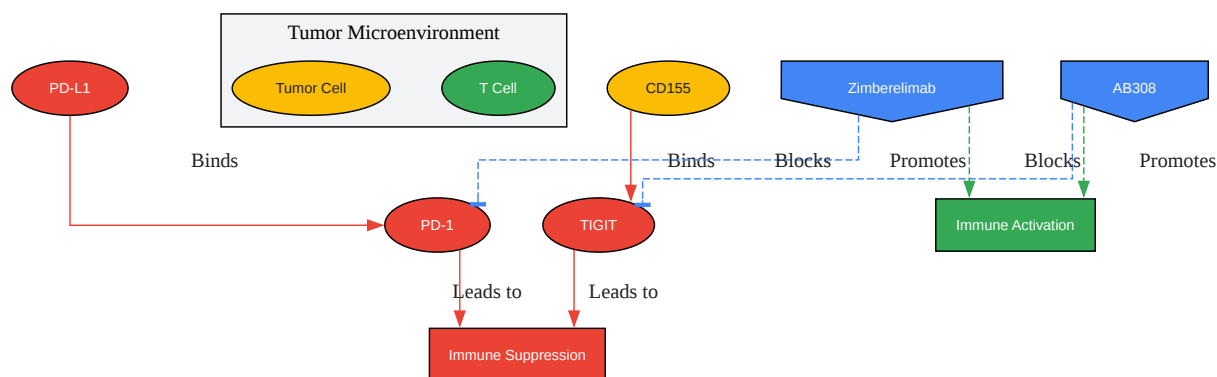 Tumor Microenvironment
PD-L1
Tumor Cell
T Cell
CD155
Zimberelimab
AB308
Binds
Binds
Blocks
Promotes
Blocks
Promotes
PD-1
TIGIT
Immune Activation
Leads to
Leads to
Immune Suppression